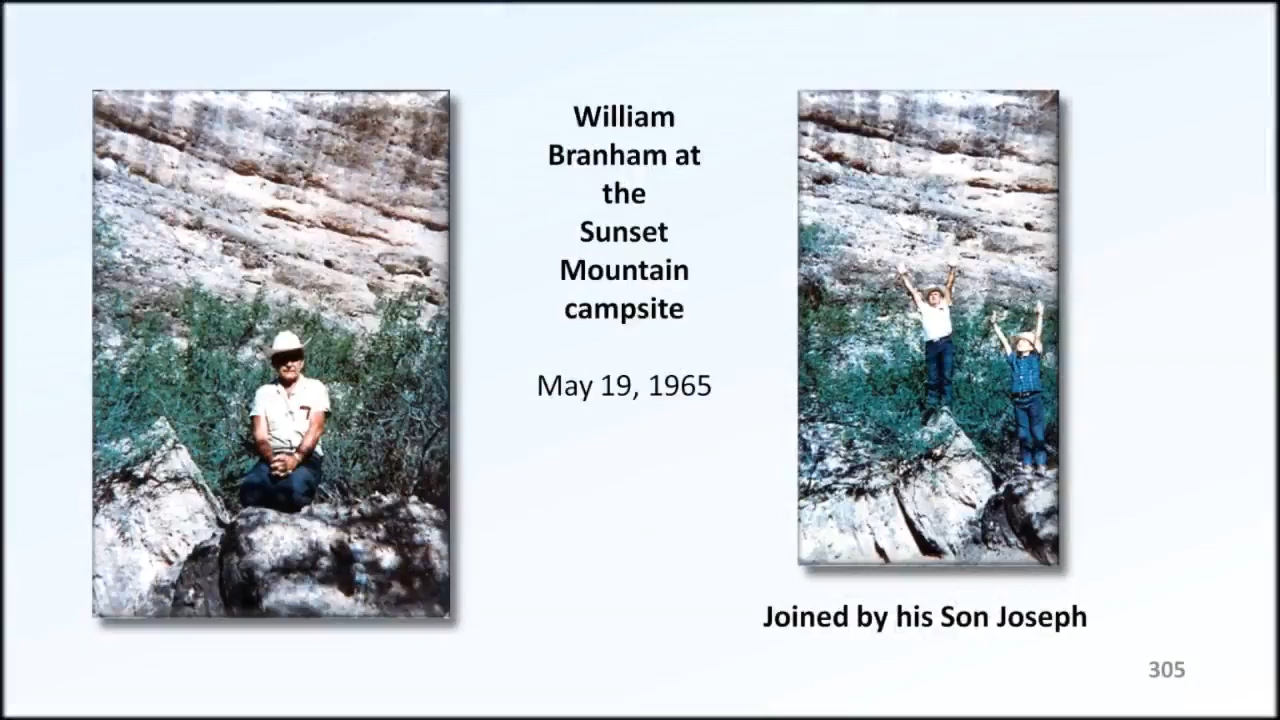 William
Branham at
the
Sunset
Mountain
campsite
May 19, 1965
Joined by his Son Joseph
305